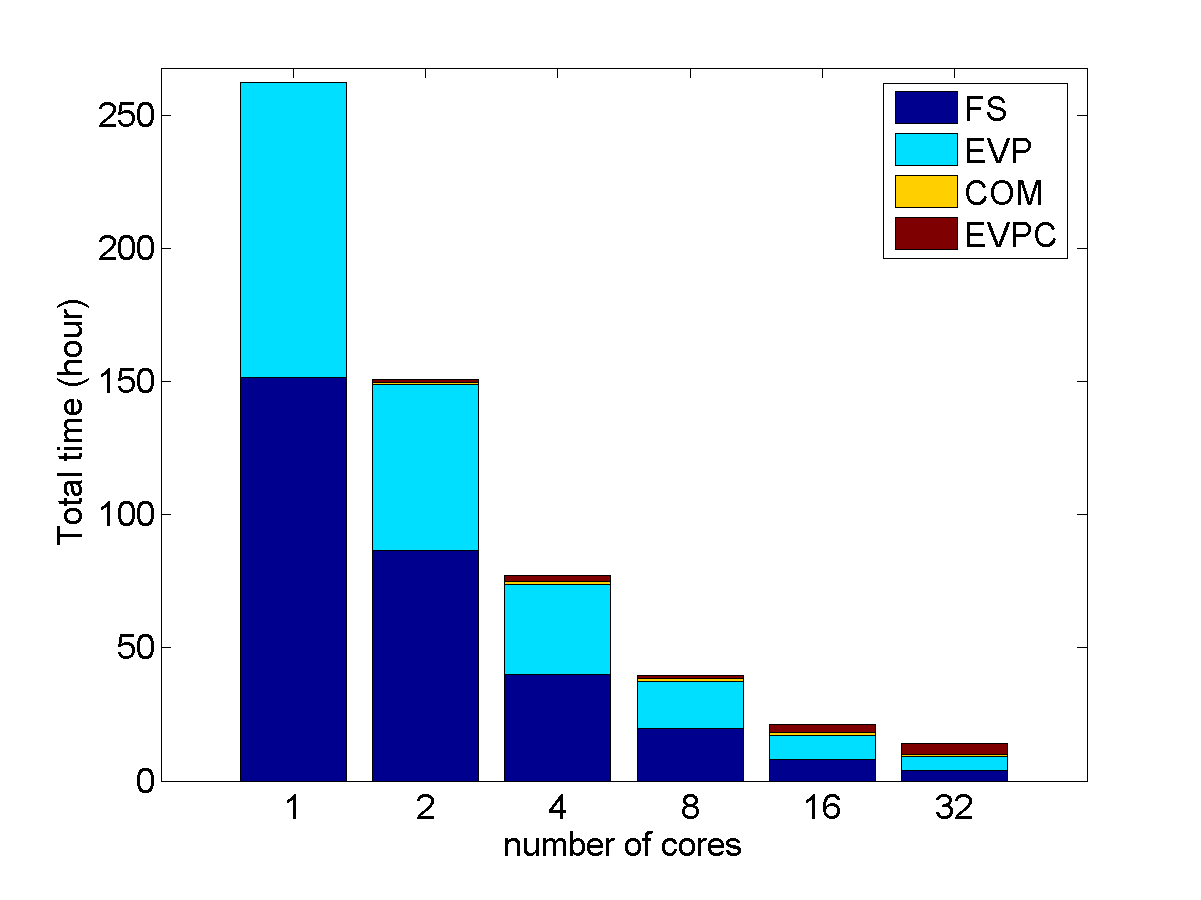 250
200
150
100
50
0
Total time (hour)
FS
EVP
COM
EVPC
1 2 4 8 16 32
number of cores